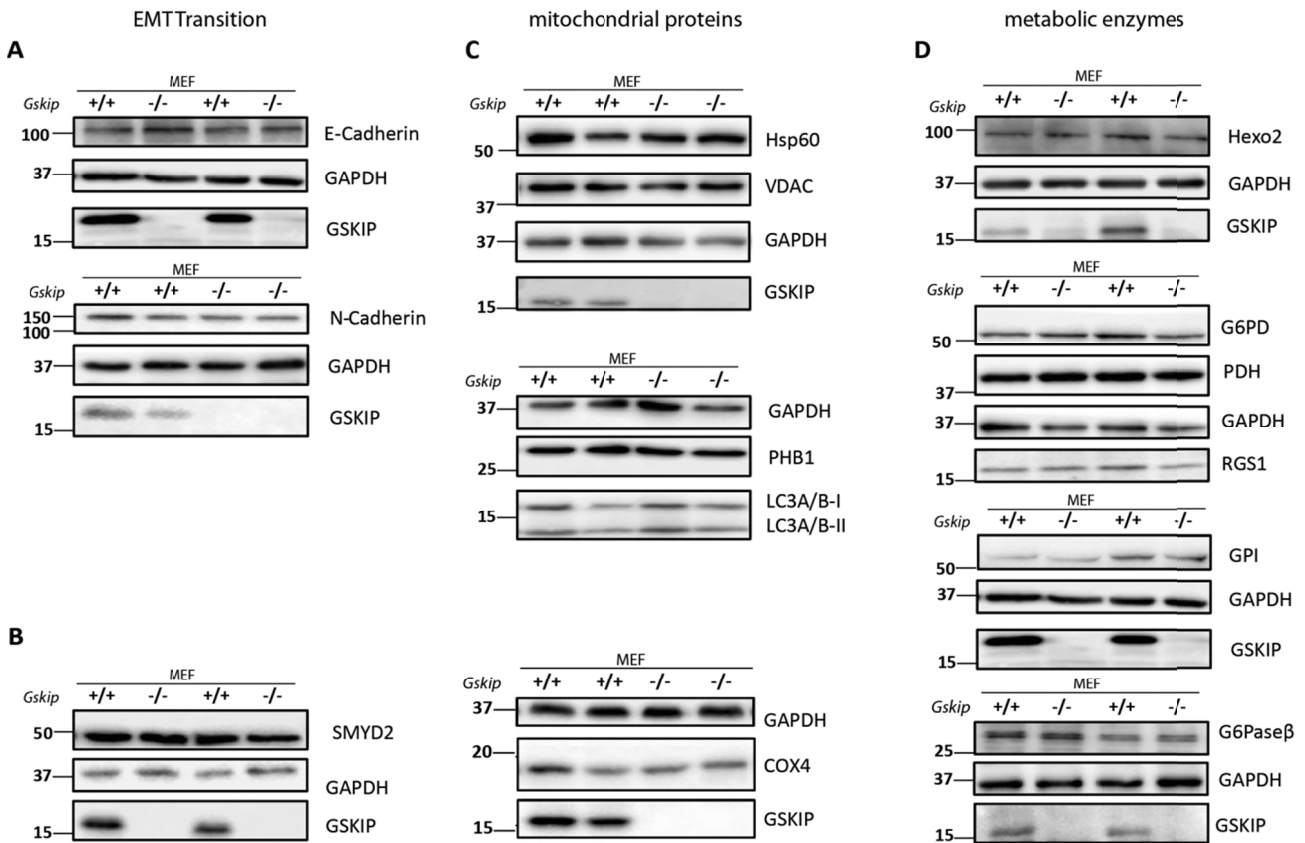 EMT Transition
A
MEF
Gskip +/+ -/- +/+ -/-
100 E-Cadherin
37 GAPDH
15 GSKIP
MEF
Gskip +/+ +/+ -/- -/-
150 N-Cadherin
100
37 GAPDH
15 GSKIP
B
MEF
Gskip +/+ -/- +/+ -/-
50 SMYD2
37 GAPDH
15 GSKIP
mitochondrial proteins
C
MEF
Gskip +/+ +/+ -/- -/-
50 Hsp60
37 VDAC
37 GAPDH
15 GSKIP
MEF
Gskip +/+ +/+ -/- -/-
37 GAPDH
25 PHB1
LC3A/B-I
15
LC3A/B-II
MEF
Gskip +/+ +/+ -/- -/-
37 GAPDH
20 COX4
15 GSKIP
metabolic enzymes
D
MEF
Gskip +/+ -/- +/+ -/-
100 Hexo2
37 GAPDH
15 GSKIP
MEF
Gskip +/+ -/- +/+ -/-
50 G6PD
37 PDH
37 GAPDH
15 RGS1
MEF
Gskip +/+ -/- +/+ -/-
50 GPI
37 GAPDH
15 GSKIP
MEF
Gskip +/+ -/- +/+ -/-
25 G6Paseβ
37 GAPDH
15 GSKIP